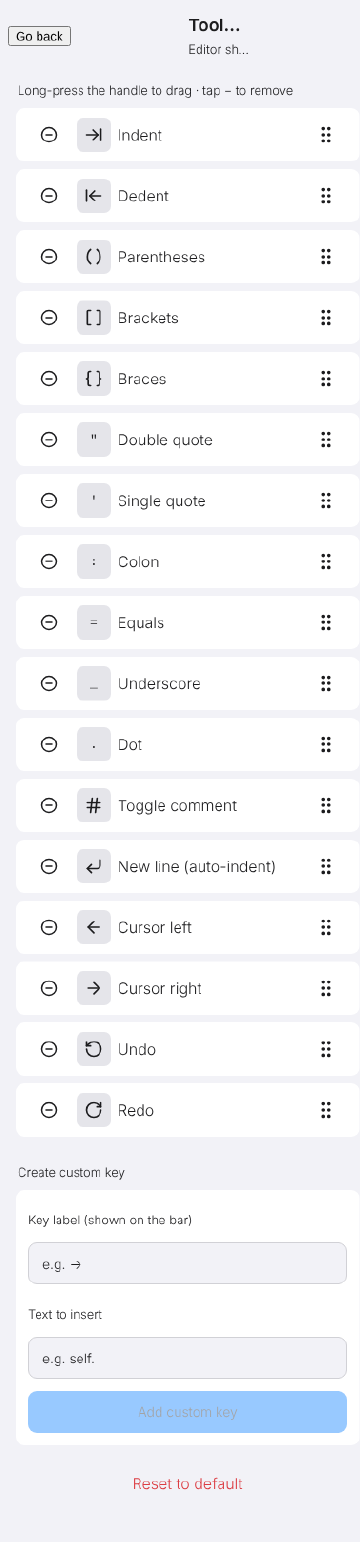 Go back
Tool...
Editor sh...
Long-press the handle to drag · tap – to remove
Indent
Dedent
() Parentheses
[] Brackets
{} Braces
" Double quote
' Single quote
: Colon
= Equals
_ Underscore
. Dot
# Toggle comment
New line (auto-indent)
← Cursor left
→ Cursor right
Undo
Redo
Create custom key
Key label (shown on the bar)
e.g. →
Text to insert
e.g. self.
Add custom key
Reset to default